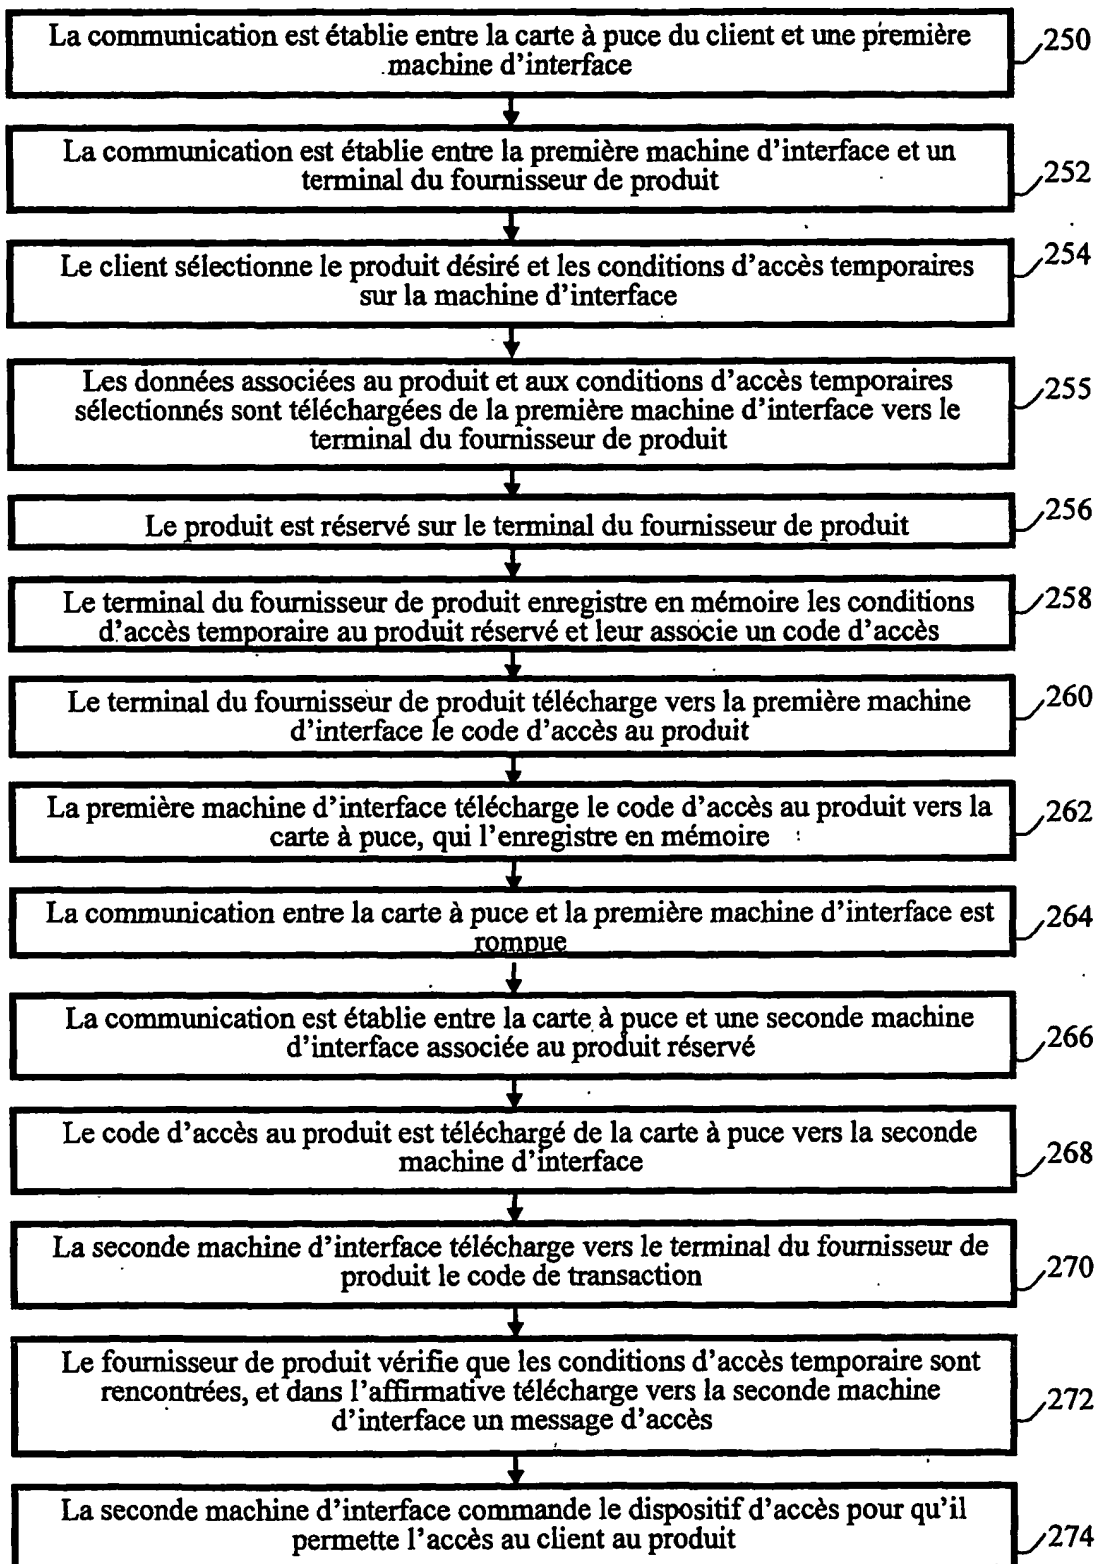 La communication est établie entre la carte à puce du client et une première
machine d'interface
250
La communication est établie entre la première machine d'interface et un
terminal du fournisseur de produit
252
Le client sélectionne le produit désiré et les conditions d'accès temporaires
sur la machine d'interface
254
Les données associées au produit et aux conditions d'accès temporaires
sélectionnés sont téléchargées de la première machine d'interface vers le
terminal du fournisseur de produit
255
Le produit est réservé sur le terminal du fournisseur de produit
256
Le terminal du fournisseur de produit enregistre en mémoire les conditions
d'accès temporaire au produit réservé et leur associe un code d'accès
258
Le terminal du fournisseur de produit télécharge vers la première machine
d'interface le code d'accès au produit
260
La première machine d'interface télécharge le code d'accès au produit vers la
carte à puce, qui l'enregistre en mémoire
262
La communication entre la carte à puce et la première machine d'interface est
rompue
264
La communication est établie entre la carte à puce et une seconde machine
d'interface associée au produit réservé
266
Le code d'accès au produit est téléchargé de la carte à puce vers la seconde
machine d'interface
268
La seconde machine d'interface télécharge vers le terminal du fournisseur de
produit le code de transaction
270
Le fournisseur de produit vérifie que les conditions d'accès temporaire sont
rencontrées, et dans l'affirmative télécharge vers la seconde machine
d'interface un message d'accès
272
La seconde machine d'interface commande le dispositif d'accès pour qu'il
permette l'accès au client au produit
274